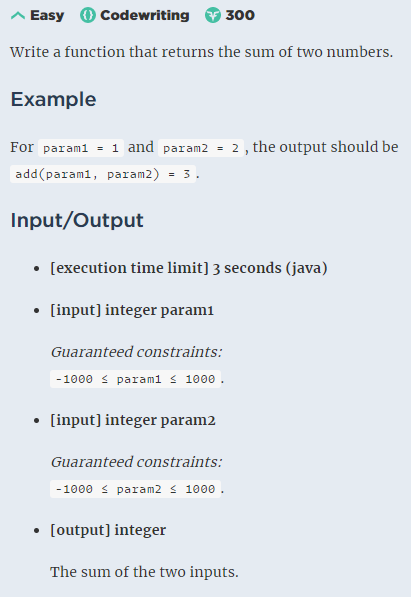 Easy Codewriting 300
Write a function that returns the sum of two numbers.
Example
For param1 = 1 and param2 = 2 , the output should be
add(param1, param2) = 3 .
Input/Output
• [execution time limit] 3 seconds (java)
• [input] integer param1
Guaranteed constraints:
-1000 ≤ param1 ≤ 1000 .
• [input] integer param2
Guaranteed constraints:
-1000 ≤ param2 ≤ 1000 .
• [output] integer
The sum of the two inputs.